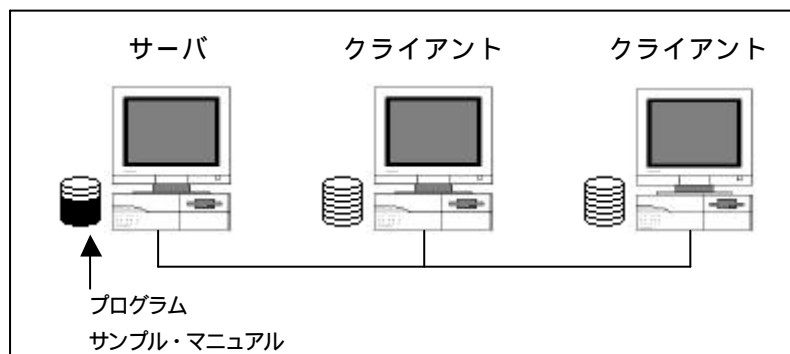 サーバ
クライアント
クライアント
プログラム
サンプル・マニュアル